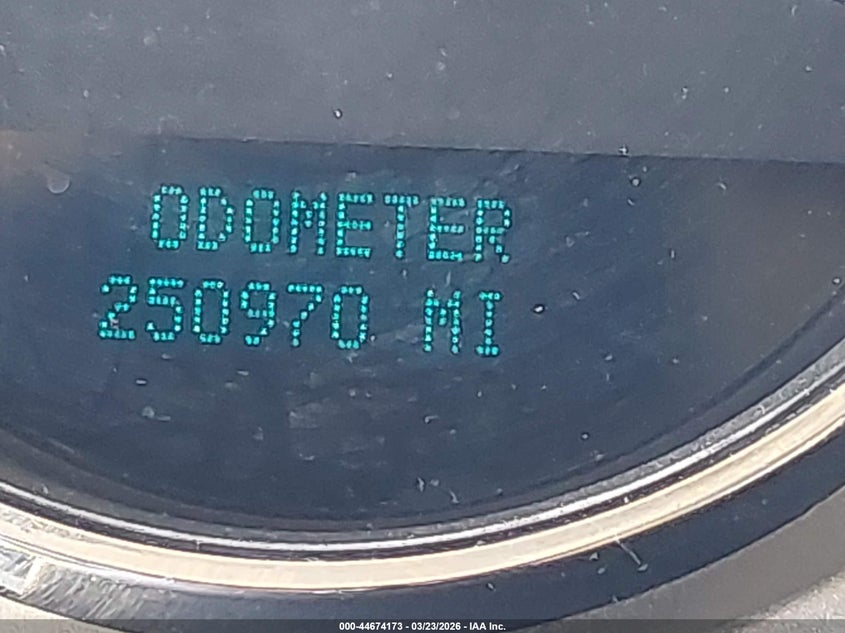 ODOMETER
250970 MI
000-44674173 - 03/23/2026 - IAA Inc.